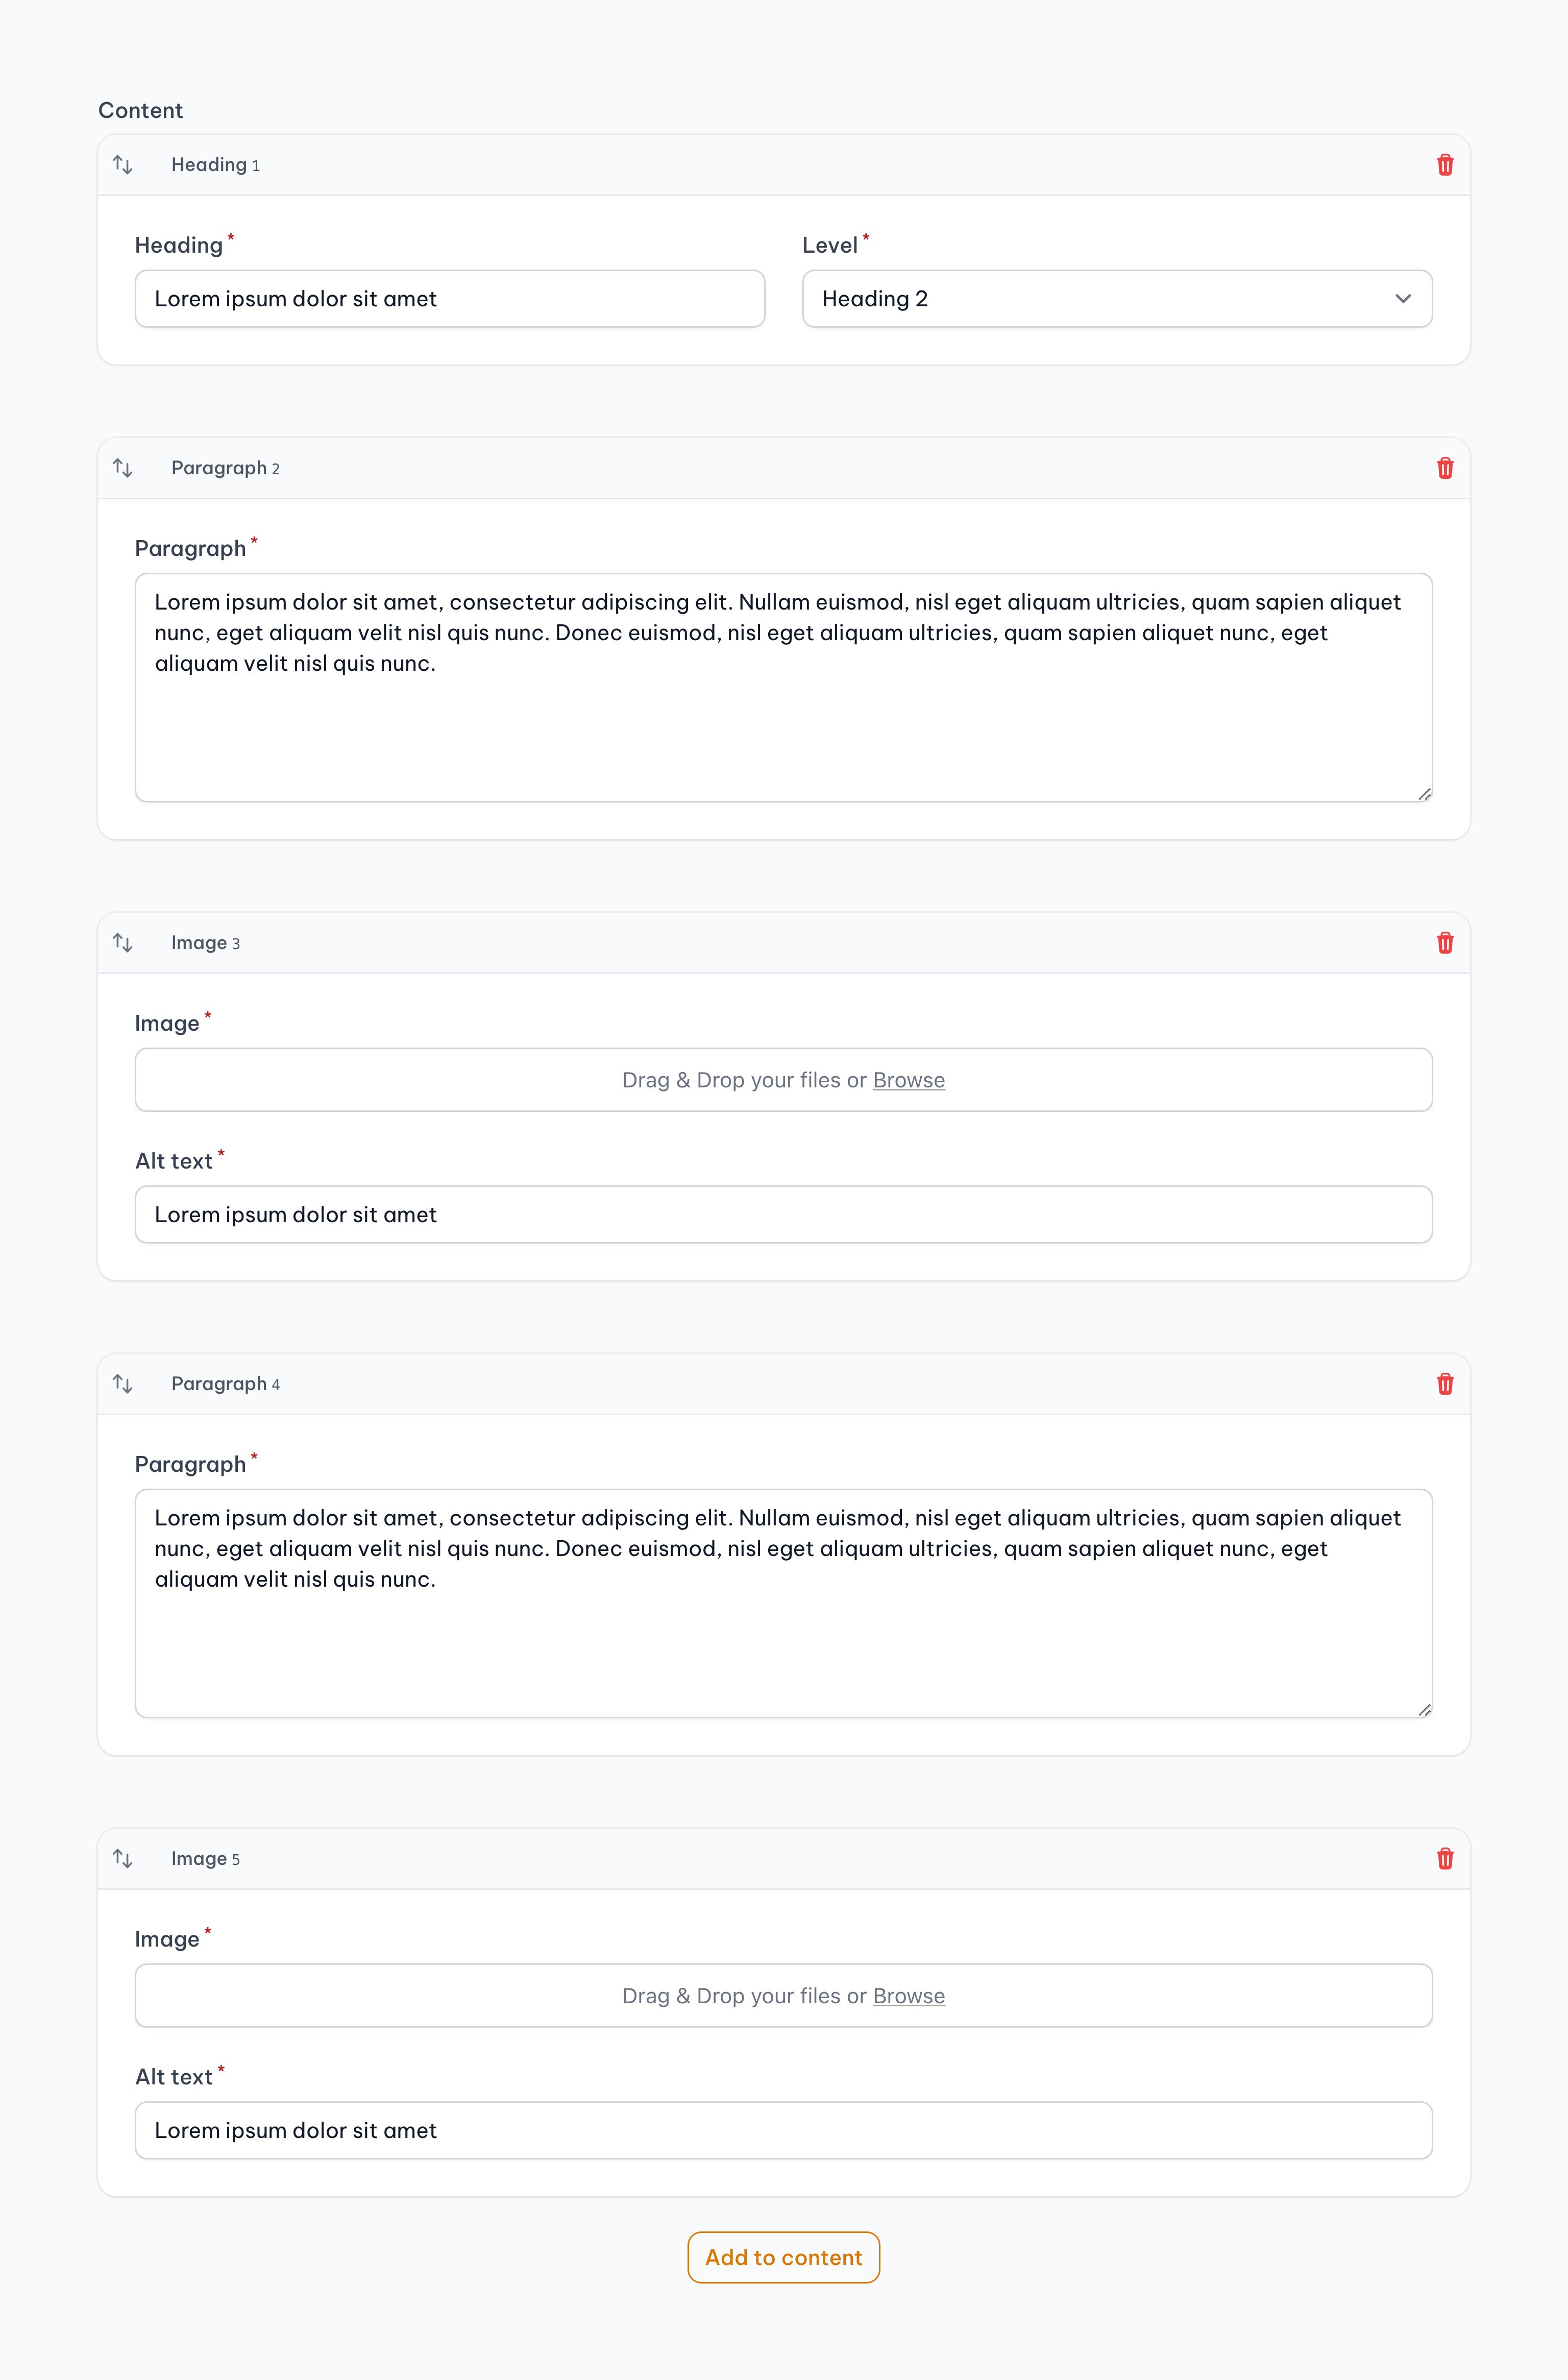 Content
Heading 1
Heading*
Level*
Lorem ipsum dolor sit amet
Heading 2
Paragraph 2
Paragraph*
Lorem ipsum dolor sit amet, consectetur adipiscing elit. Nullam euismod, nisl eget aliquam ultricies, quam sapien aliquet
nunc, eget aliquam velit nisl quis nunc. Donec euismod, nisl eget aliquam ultricies, quam sapien aliquet nunc, eget
aliquam velit nisl quis nunc.
Image 3
Image*
Drag & Drop your files or Browse
Alt text*
Lorem ipsum dolor sit amet
Paragraph 4
Paragraph*
Lorem ipsum dolor sit amet, consectetur adipiscing elit. Nullam euismod, nisl eget aliquam ultricies, quam sapien aliquet
nunc, eget aliquam velit nisl quis nunc. Donec euismod, nisl eget aliquam ultricies, quam sapien aliquet nunc, eget
aliquam velit nisl quis nunc.
Image 5
Image*
Drag & Drop your files or Browse
Alt text*
Lorem ipsum dolor sit amet
Add to content